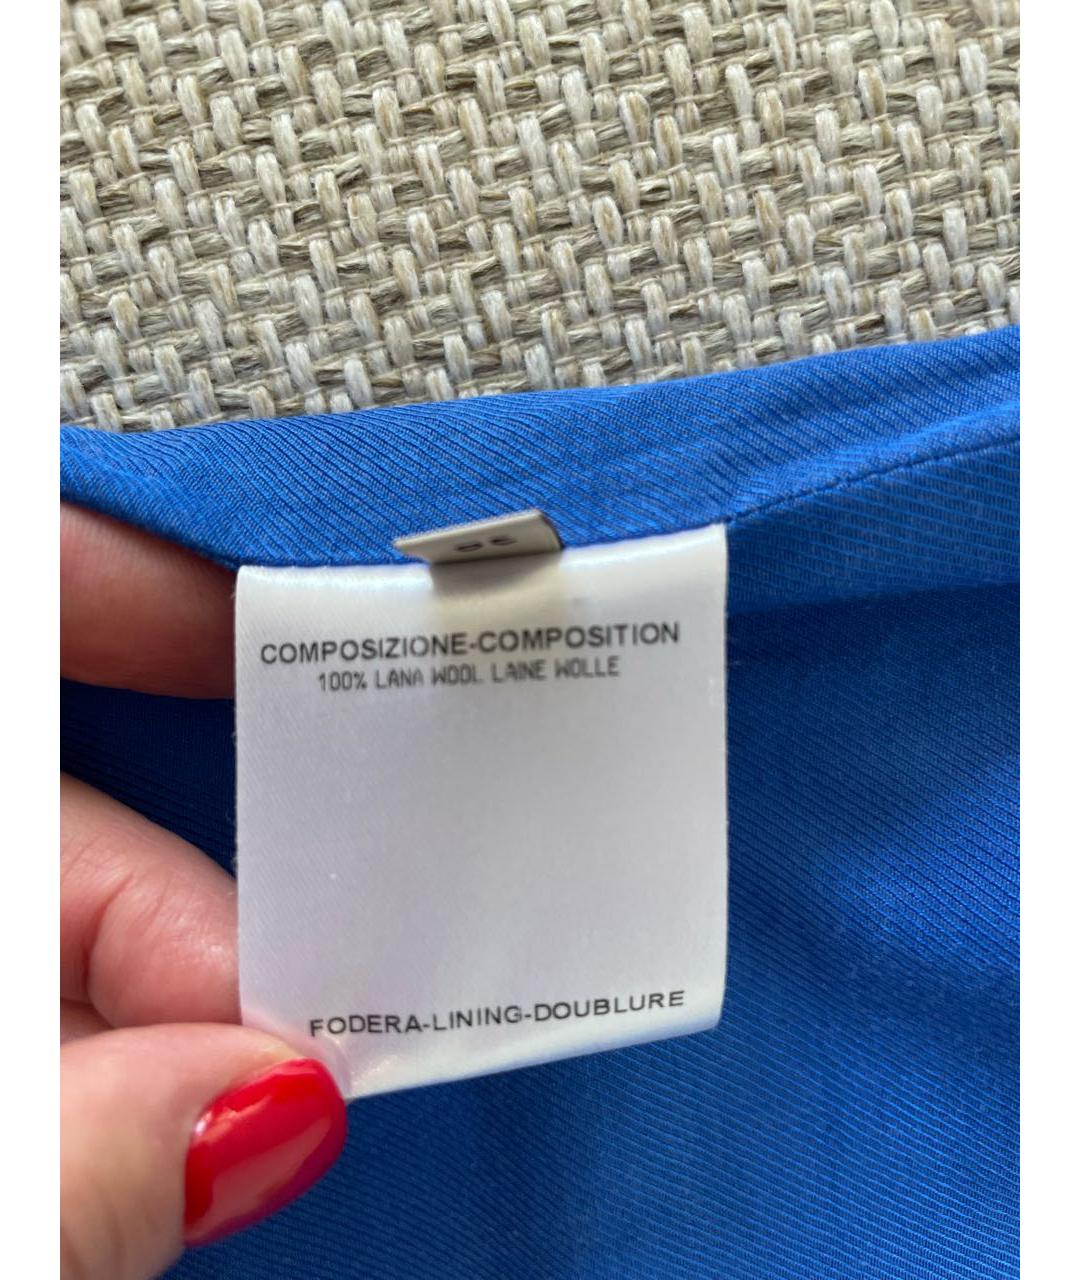 COMPOSIZIONE-COMPOSITION
100% LANA WOOL LAINE WOLLE
FODERA-LINING-DOUBLURE